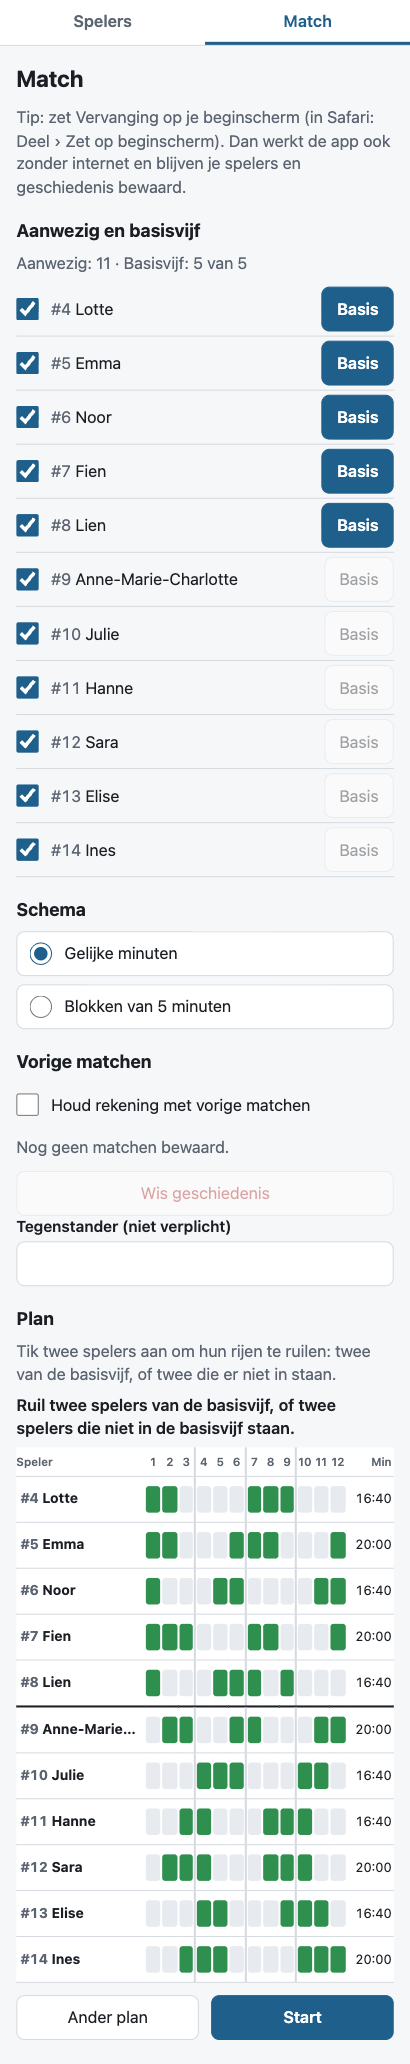 Spelers Match
Match
Tip: zet Vervanging op je beginscherm (in Safari:
Deel › Zet op beginscherm). Dan werkt de app ook
zonder internet en blijven je spelers en
geschiedenis bewaard.
Aanwezig en basisvijf
Aanwezig: 11 · Basisvijf: 5 van 5
#4 Lotte Basis
#5 Emma Basis
#6 Noor Basis
#7 Fien Basis
#8 Lien Basis
#9 Anne-Marie-Charlotte Basis
#10 Julie Basis
#11 Hanne Basis
#12 Sara Basis
#13 Elise Basis
#14 Ines Basis
Schema
Gelijke minuten
Blokken van 5 minuten
Vorige matchen
Houd rekening met vorige matchen
Nog geen matchen bewaard.
Wis geschiedenis
Tegenstander (niet verplicht)
Plan
Tik twee spelers aan om hun rijen te ruilen: twee
van de basisvijf, of twee die er niet in staan.
Ruil twee spelers van de basisvijf, of twee
spelers die niet in de basisvijf staan.
Speler 1 2 3 4 5 6 7 8 9 10 11 12 Min
#4 Lotte 16:40
#5 Emma 20:00
#6 Noor 16:40
#7 Fien 20:00
#8 Lien 16:40
#9 Anne-Marie... 20:00
#10 Julie 16:40
#11 Hanne 16:40
#12 Sara 20:00
#13 Elise 16:40
#14 Ines 20:00
Ander plan Start